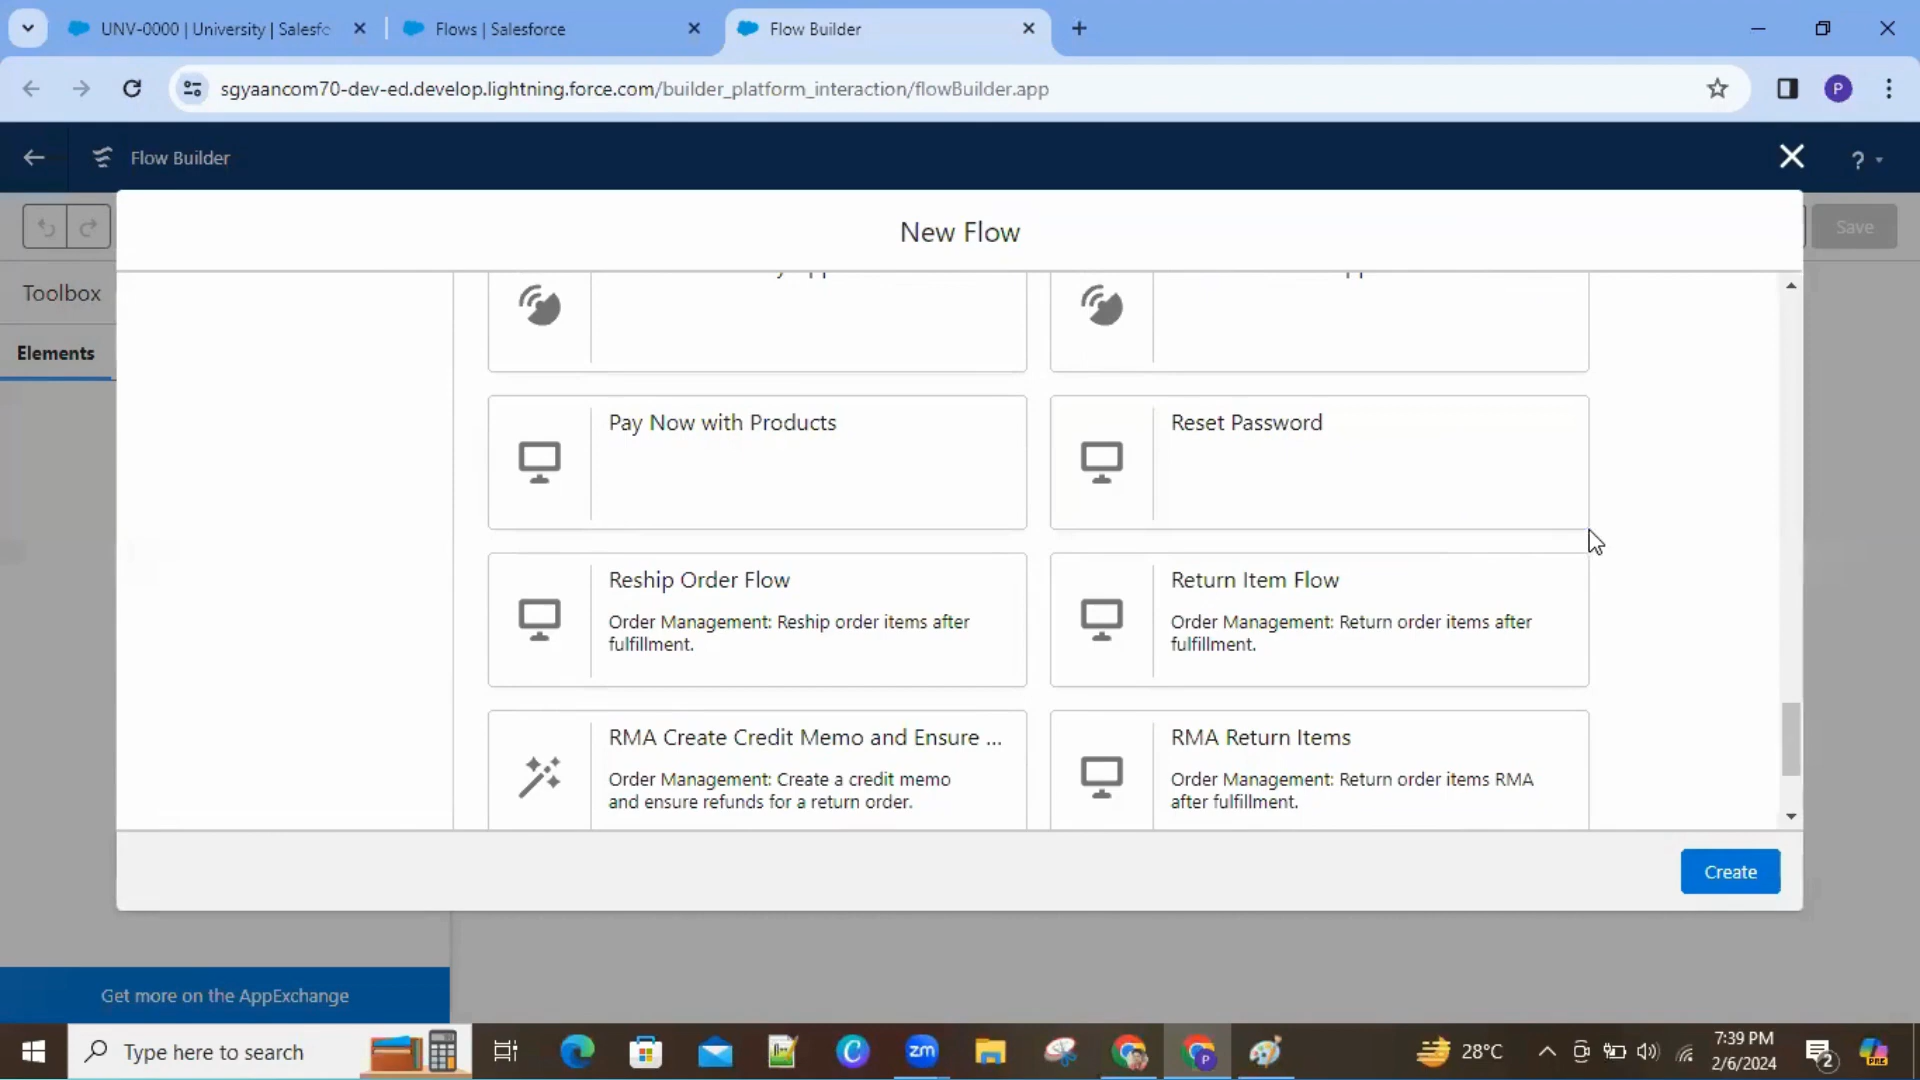 UNV-0000 | University | Salesfo
Flows | Salesforce
Flow Builder
sgyaancom70-dev-ed.develop.lightning.force.com/builder_platform_interaction/flowBuilder.app
P
Flow Builder
?
Save
New Flow
Toolbox
Elements
Pay Now with Products
Reset Password
Reship Order Flow
Order Management: Reship order items after
fulfillment.
Return Item Flow
Order Management: Return order items after
fulfillment.
RMA Create Credit Memo and Ensure ...
Order Management: Create a credit memo
and ensure refunds for a return order.
RMA Return Items
Order Management: Return order items RMA
after fulfillment.
Create
Get more on the AppExchange
Type here to search
C
zm
P
28°C
7:39 PM
2/6/2024
2
PRE